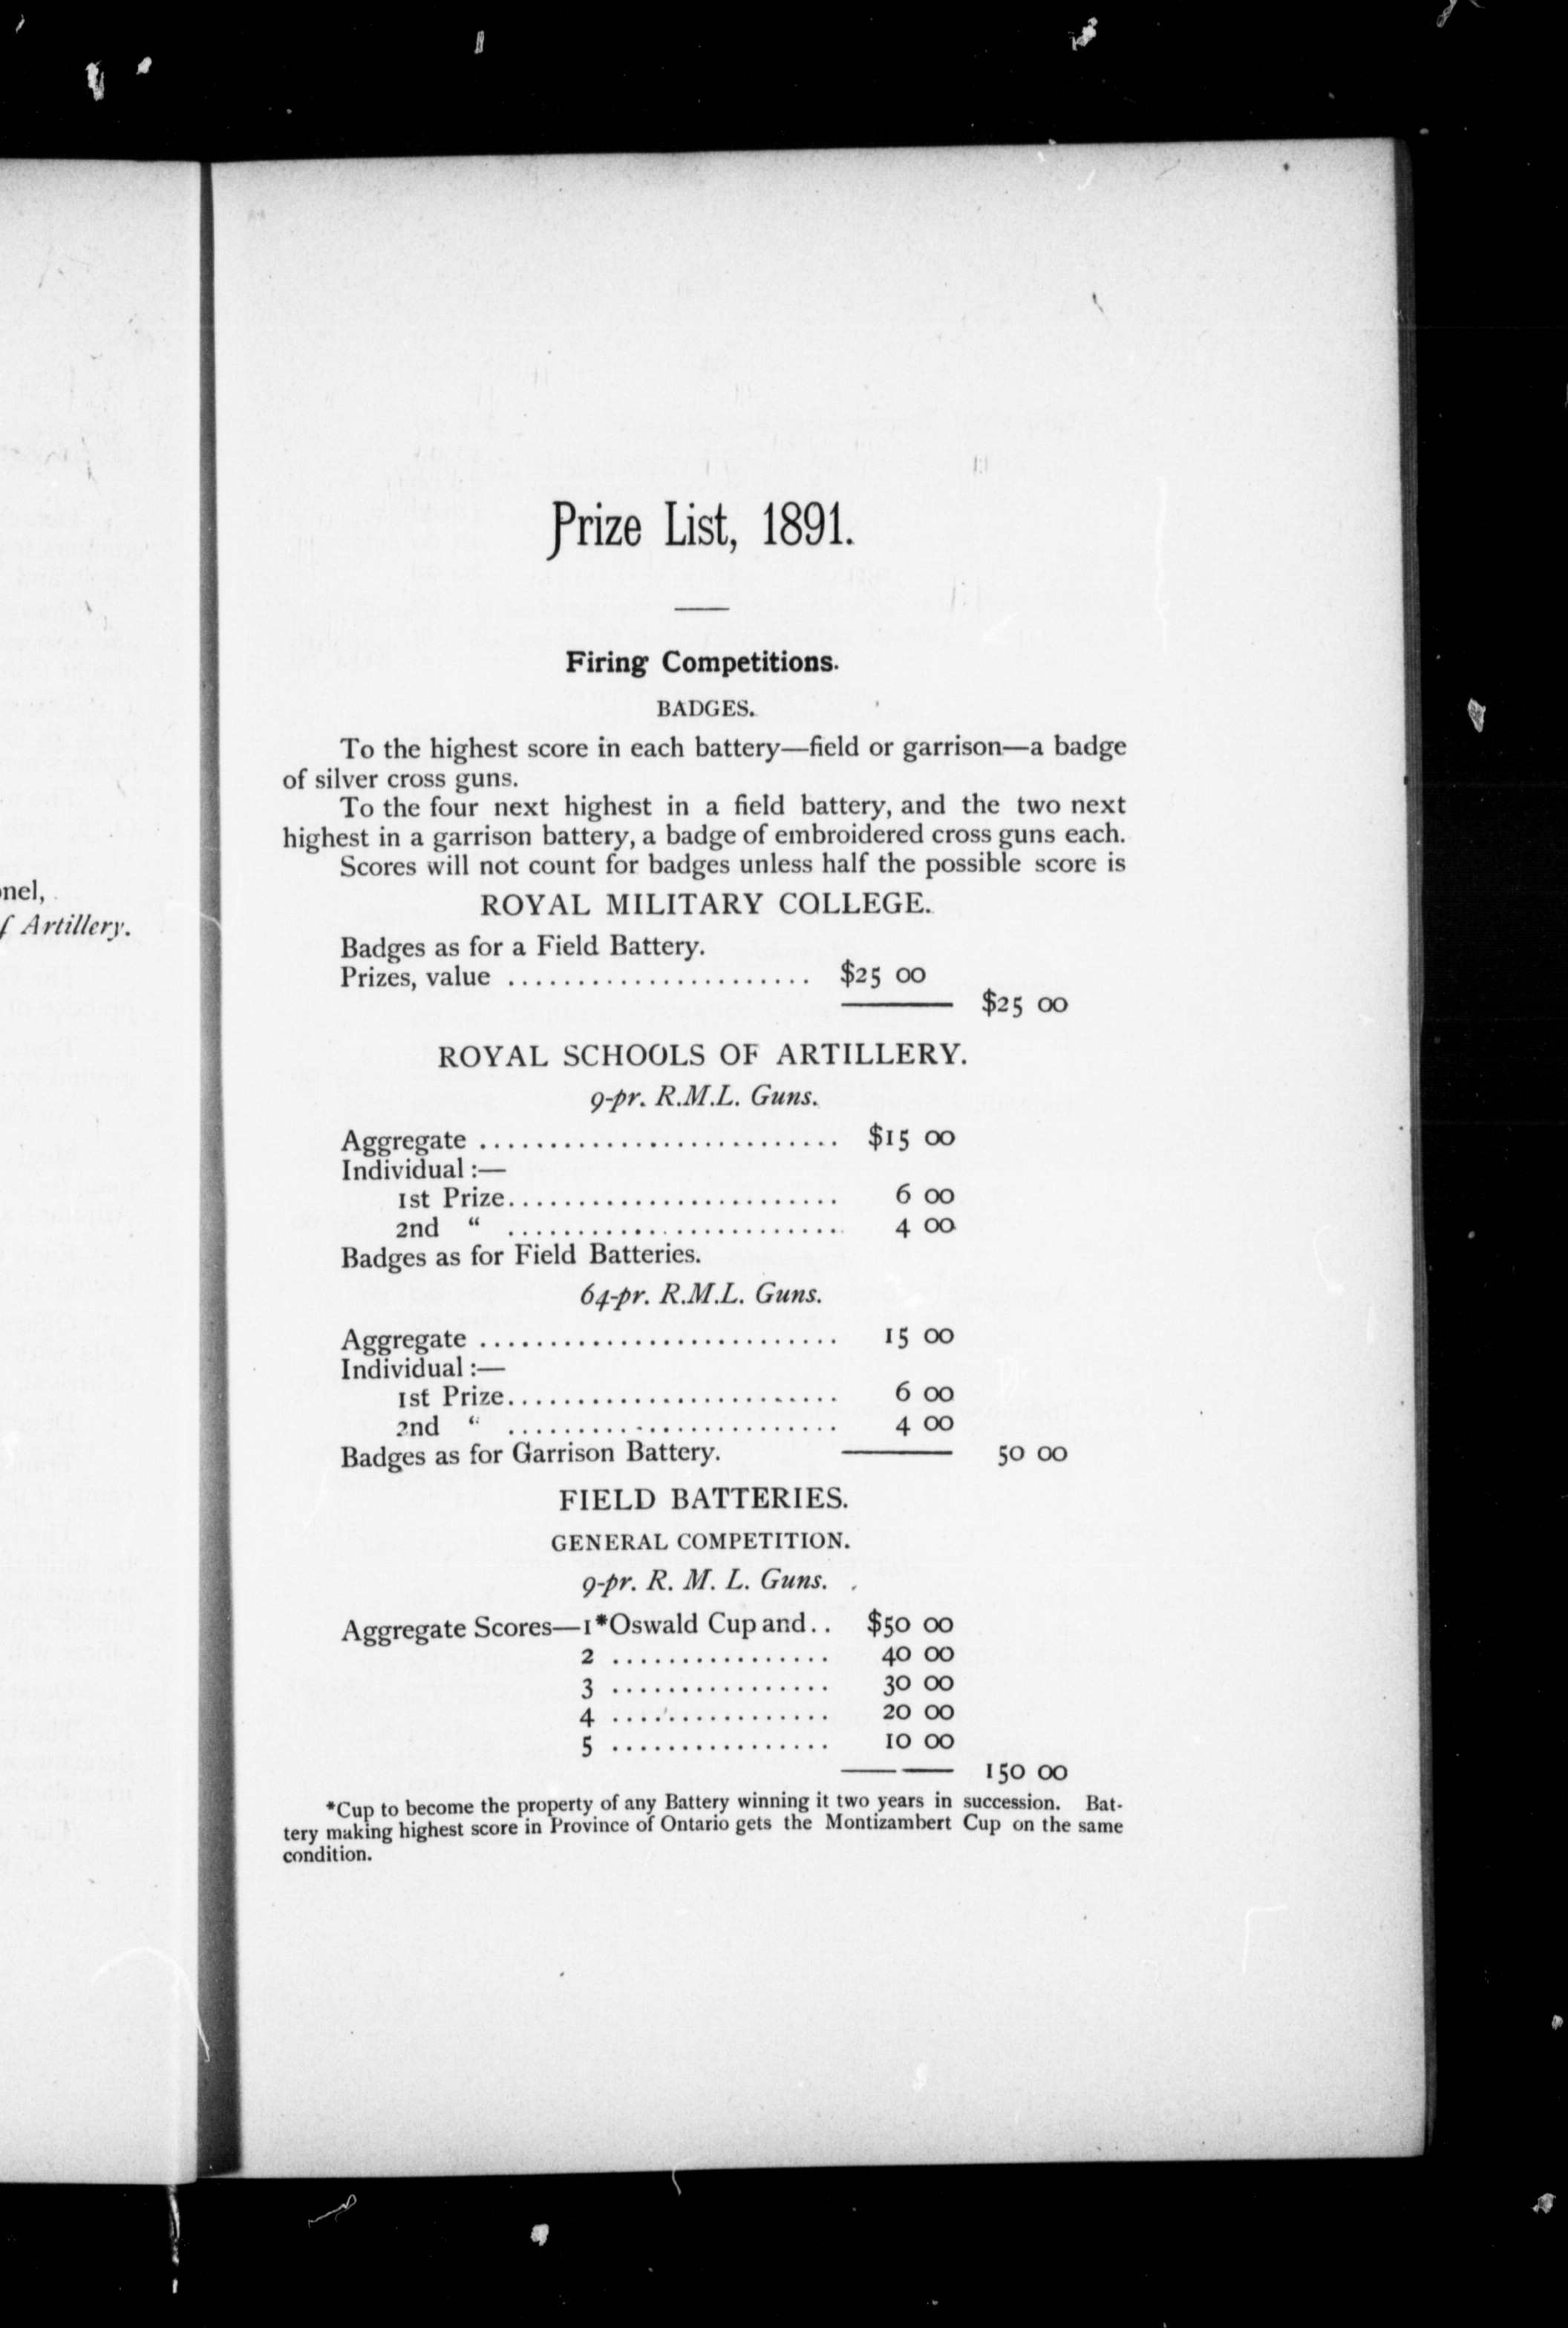 nel,
f Artillery.
Prize List, 1891.
Firing Competitions.
BADGES.
To the highest score in each battery—field or garrison—a badge
of silver cross guns.
To the four next highest in a field battery, and the two next
highest in a garrison battery, a badge of embroidered cross guns each.
Scores will not count for badges unless half the possible score is
ROYAL MILITARY COLLEGE.
Badges as for a Field Battery.
Prizes, value ...................... $25 00
$25 00
ROYAL SCHOOLS OF ARTILLERY.
9-pr. R.M.L. Guns.
Aggregate .......................... $15 00
Individual :—
1st Prize........................ 6 00
2nd “ ........................ 4 00
Badges as for Field Batteries.
64-pr. R.M.L. Guns.
Aggregate .......................... 15 00
Individual :—
1st Prize........................ 6 00
2nd “ ........................ 4 00
Badges as for Garrison Battery. 50 00
FIELD BATTERIES.
GENERAL COMPETITION.
9-pr. R. M. L. Guns.
Aggregate Scores—1*Oswald Cup and.. $50 00
2 ................ 40 00
3 ................ 30 00
4 ................ 20 00
5 ................ 10 00
150 00
*Cup to become the property of any Battery winning it two years in succession. Bat-
tery making highest score in Province of Ontario gets the Montizambert Cup on the same
condition.